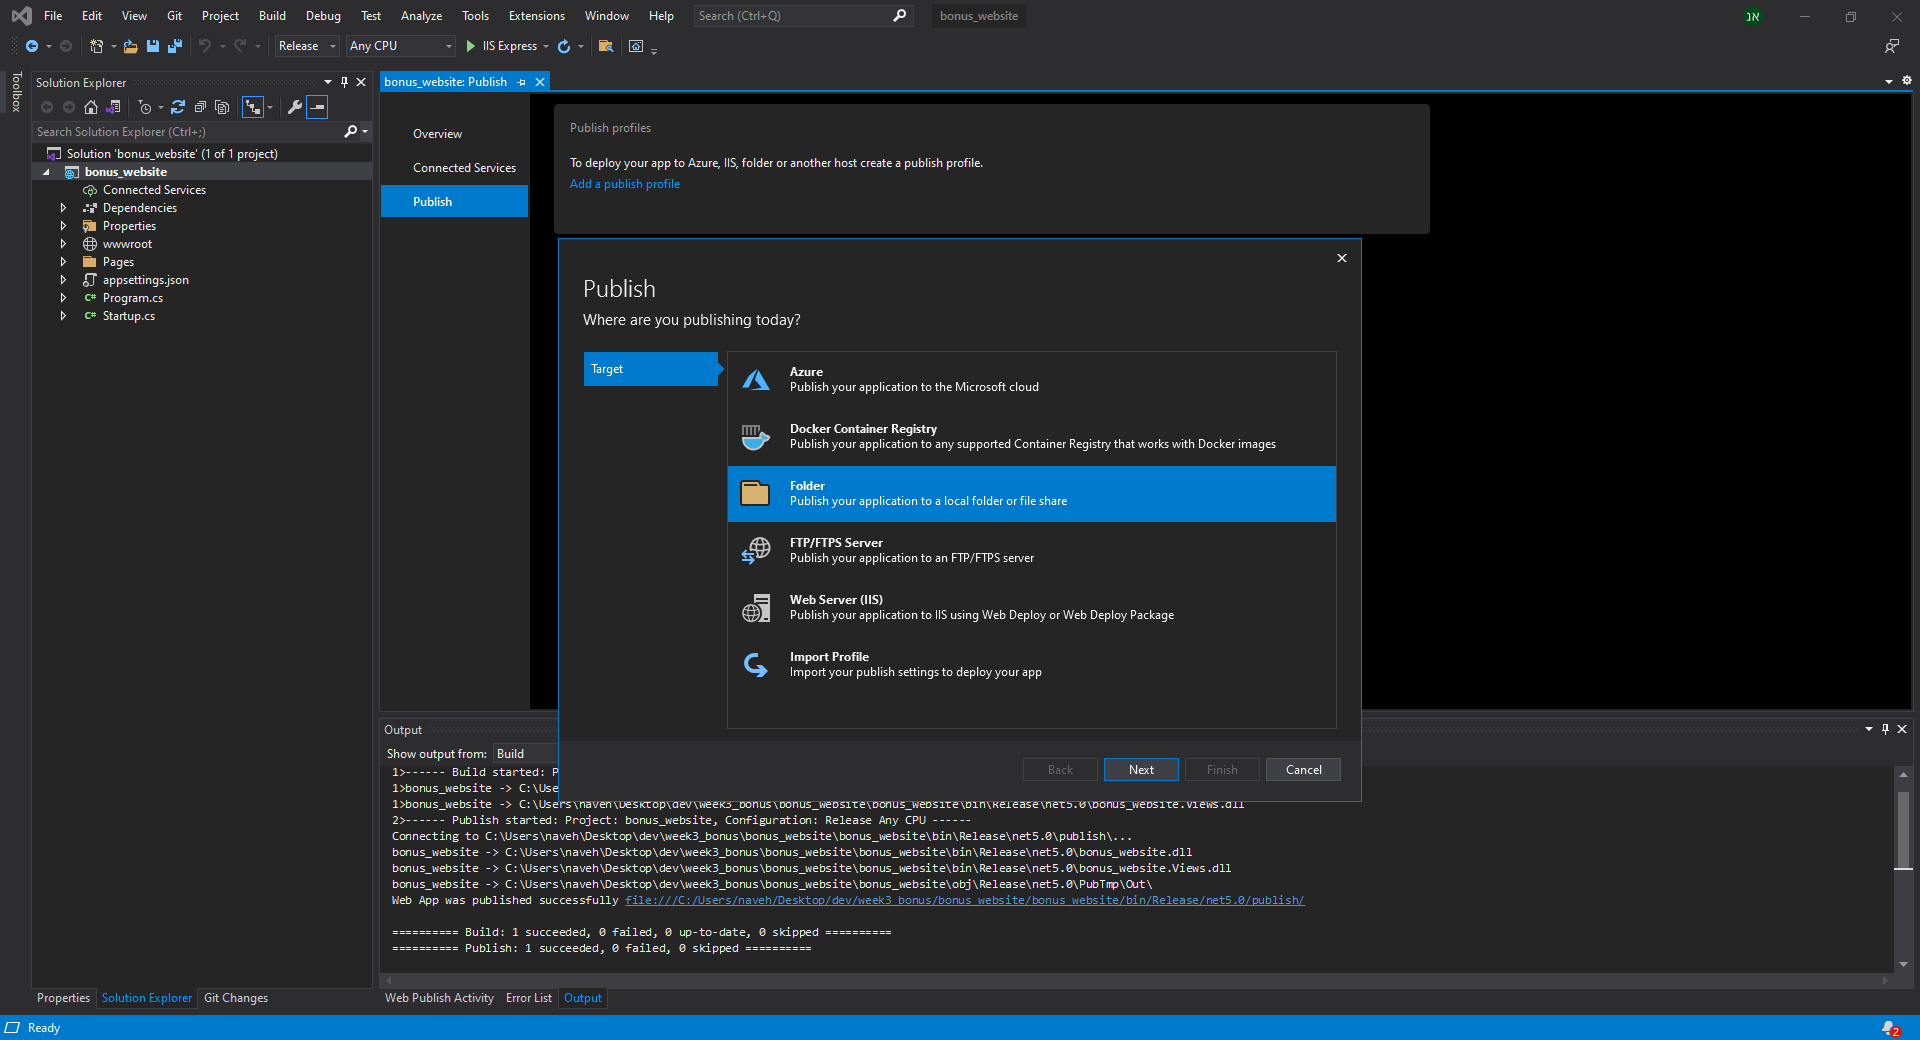 File Edit View Git Project Build Debug Test Analyze Tools Extensions Window Help Search (Ctrl+Q) bonus_website אנ
Release Any CPU IIS Express
Toolbox
Solution Explorer
Search Solution Explorer (Ctrl+;)
Solution 'bonus_website' (1 of 1 project)
bonus_website
Connected Services
Dependencies
Properties
wwwroot
Pages
appsettings.json
C# Program.cs
C# Startup.cs
Properties Solution Explorer Git Changes
bonus_website: Publish
Overview
Connected Services
Publish
Publish profiles
To deploy your app to Azure, IIS, folder or another host create a publish profile.
Add a publish profile
Publish
Where are you publishing today?
Target
Azure
Publish your application to the Microsoft cloud
Docker Container Registry
Publish your application to any supported Container Registry that works with Docker images
Folder
Publish your application to a local folder or file share
FTP/FTPS Server
Publish your application to an FTP/FTPS server
Web Server (IIS)
Publish your application to IIS using Web Deploy or Web Deploy Package
Import Profile
Import your publish settings to deploy your app
Back Next Finish Cancel
Output
Show output from: Build
1>------ Build started: P
1>bonus_website -> C:\Use
1>bonus_website -> C:\Users\naveh\Desktop\dev\week3_bonus\bonus_website\bonus_website\bin\Release\net5.0\bonus_website.Views.dll
2>------ Publish started: Project: bonus_website, Configuration: Release Any CPU ------
Connecting to C:\Users\naveh\Desktop\dev\week3_bonus\bonus_website\bonus_website\bin\Release\net5.0\publish\...
bonus_website -> C:\Users\naveh\Desktop\dev\week3_bonus\bonus_website\bonus_website\bin\Release\net5.0\bonus_website.dll
bonus_website -> C:\Users\naveh\Desktop\dev\week3_bonus\bonus_website\bonus_website\bin\Release\net5.0\bonus_website.Views.dll
bonus_website -> C:\Users\naveh\Desktop\dev\week3_bonus\bonus_website\bonus_website\obj\Release\net5.0\PubTmp\Out\
Web App was published successfully file:///C:/Users/naveh/Desktop/dev/week3_bonus/bonus_website/bonus_website/bin/Release/net5.0/publish/
========== Build: 1 succeeded, 0 failed, 0 up-to-date, 0 skipped ==========
========== Publish: 1 succeeded, 0 failed, 0 skipped ==========
Web Publish Activity Error List Output
Ready 2